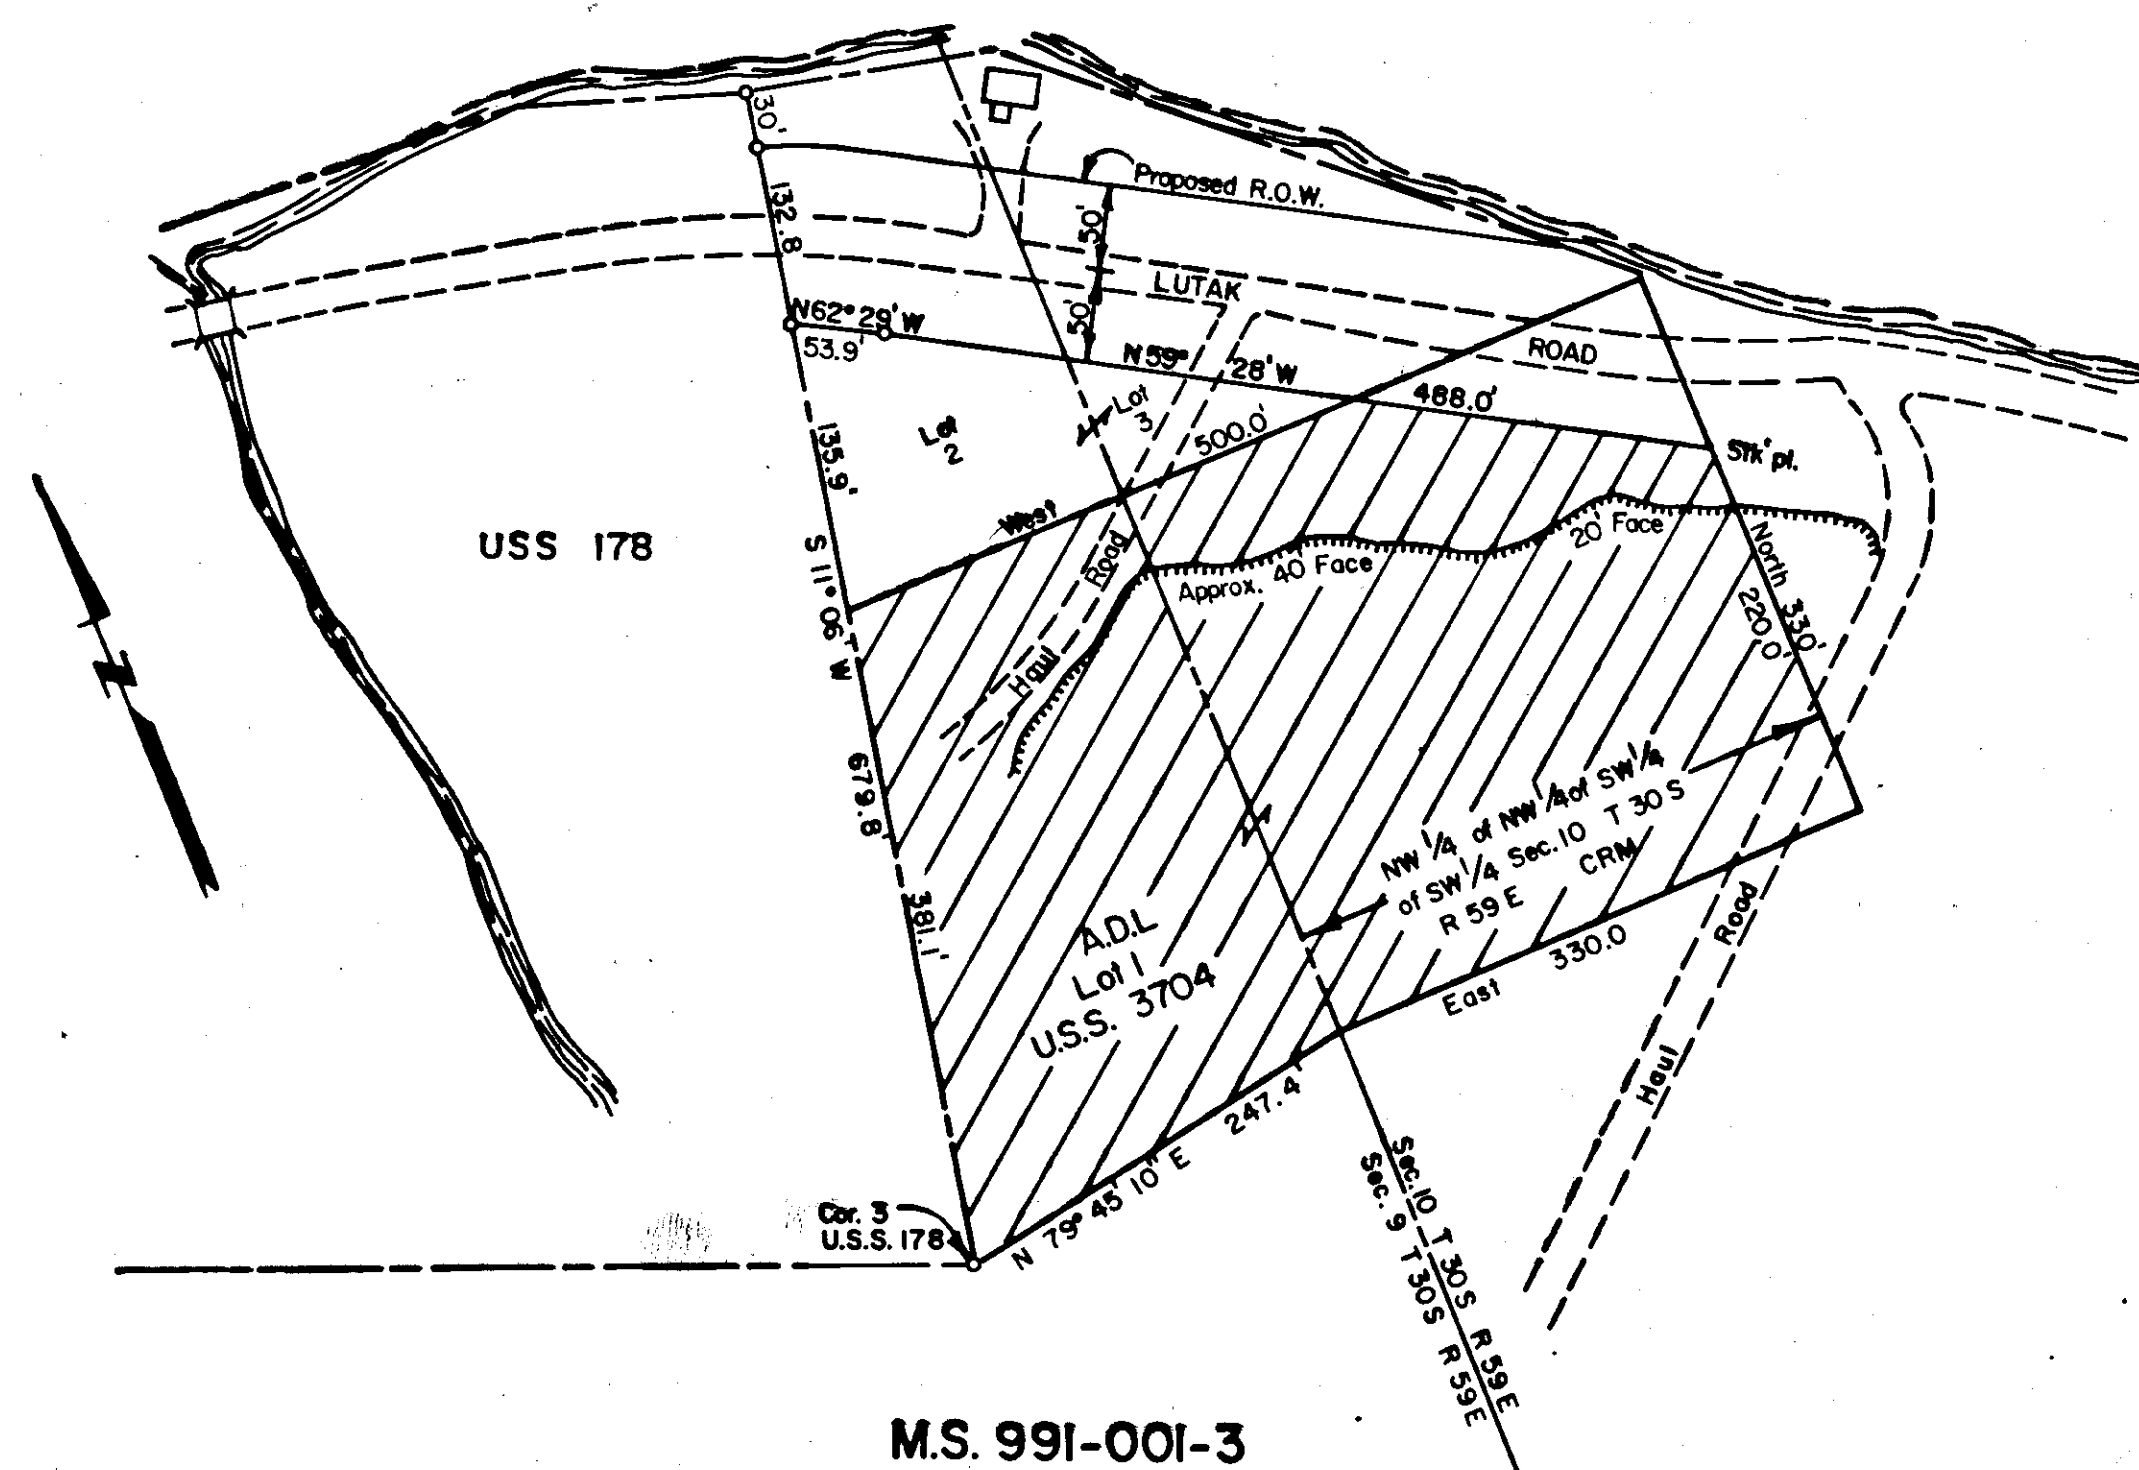 30'
Proposed R.O.W.
132.8
50'
50'
LUTAK
ROAD
N62°29'W
53.9'
N59° 28'W
488.0'
Stk' pl.
Lot
3
Lot
2
500.0'
135.9'
West
USS 178
S 11° 06' W
Haul Road
Approx. 40' Face
20' Face
North 330'
220.0'
679.8'
381.1'
NW 1/4 of NW 1/4 of SW 1/4
of SW 1/4 Sec. 10 T 30 S
R 59 E CRM
A.D.L
Lot 1
U.S.S. 3704
East
330.0
Haul Road
247.4
N 79° 45' 10" E
Cor. 3
U.S.S. 178
Sec. 10 T 30 S R 59 E
Sec. 9 T 30 S R 59 E
N
M.S. 991-001-3